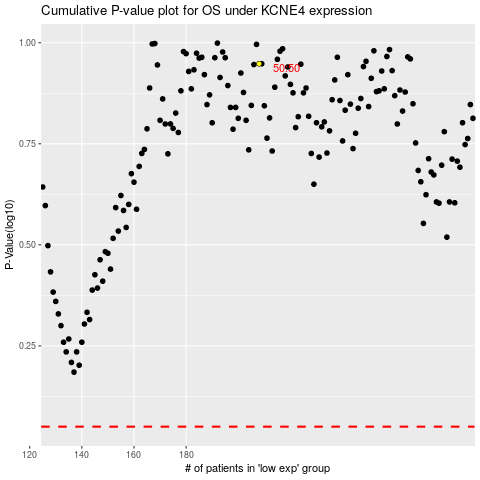 Cumulative P-value plot for OS under KCNE4 expression
1.00
50:50
0.75
0.50
0.25
P-Value(log10)
120 140 160 180
# of patients in 'low exp' group